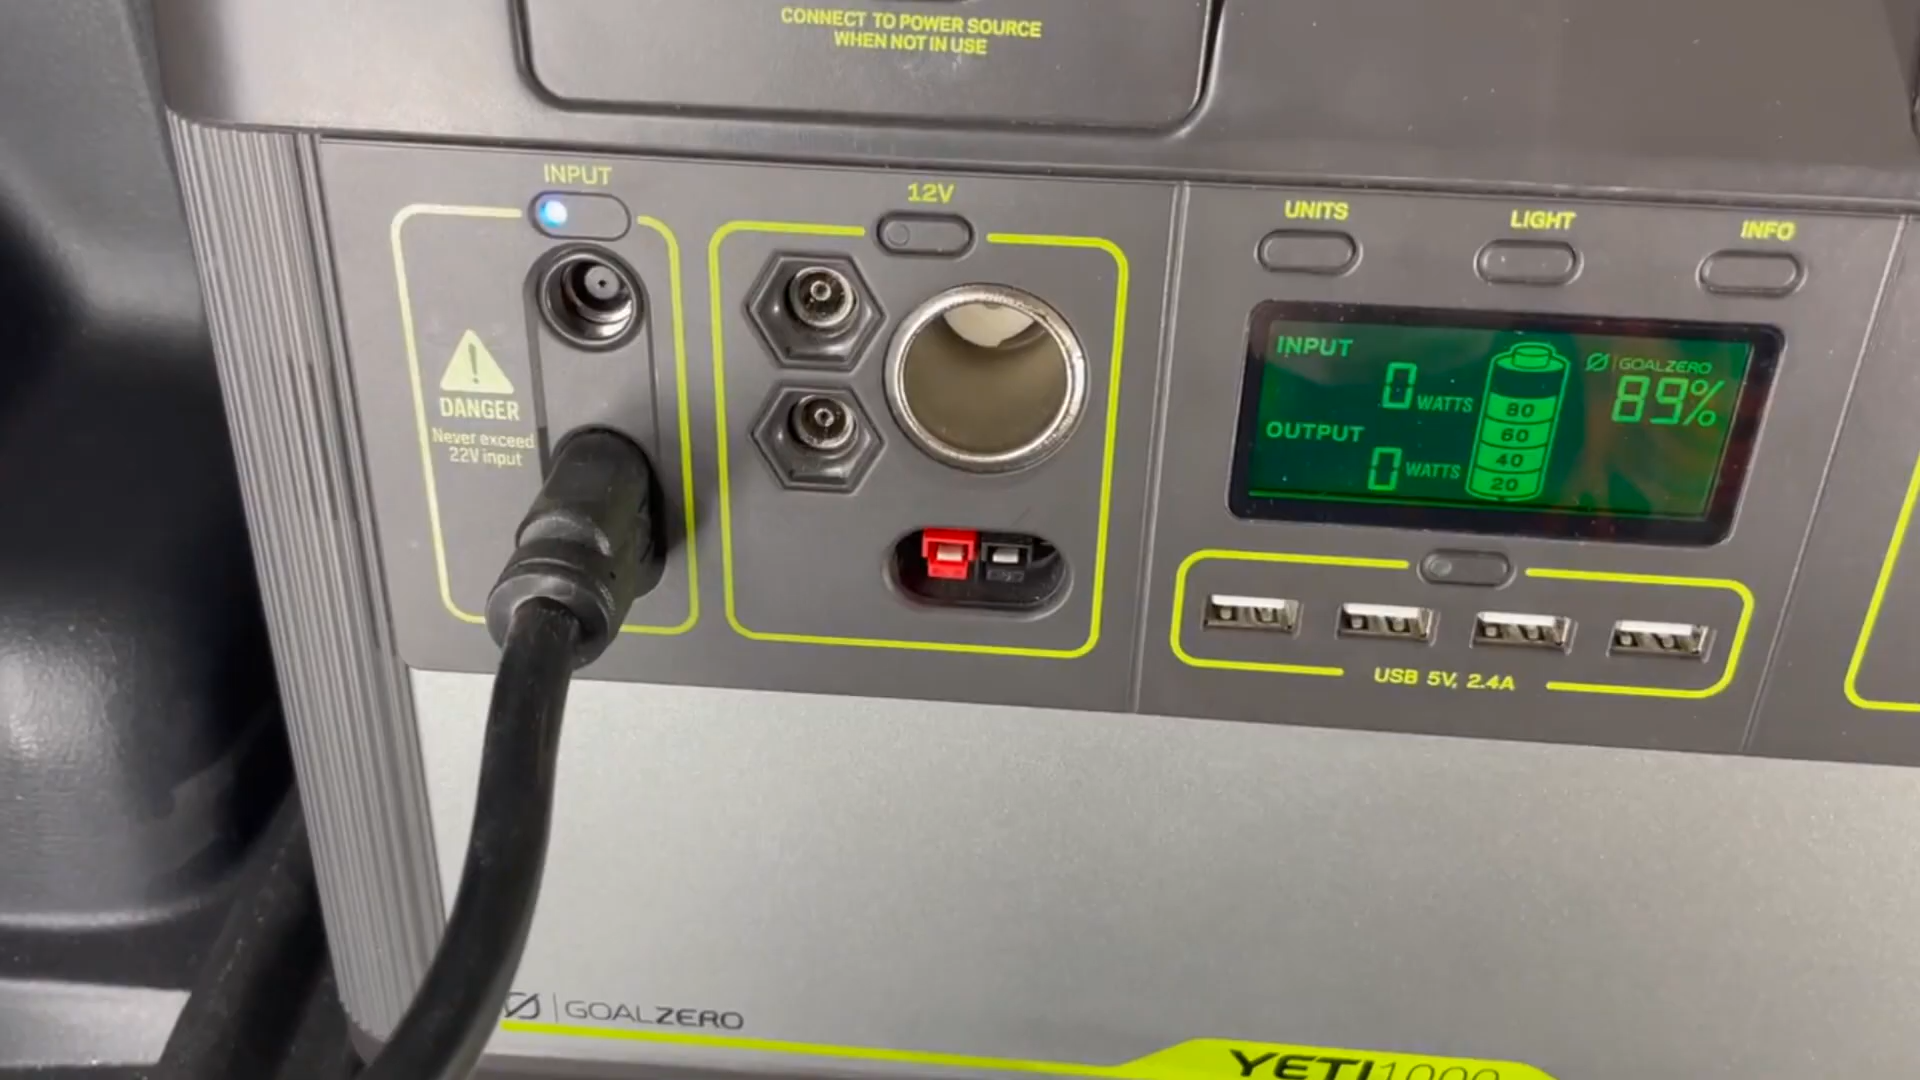 CONNECT TO POWER SOURCE
WHEN NOT IN USE
INPUT
DANGER
Never exceed
22V input
12V
UNITS
LIGHT
INFO
INPUT
0 WATTS
OUTPUT
0 WATTS
80
60
40
20
GOALZERO
89%
USB 5V, 2.4A
GOALZERO
YETI1000